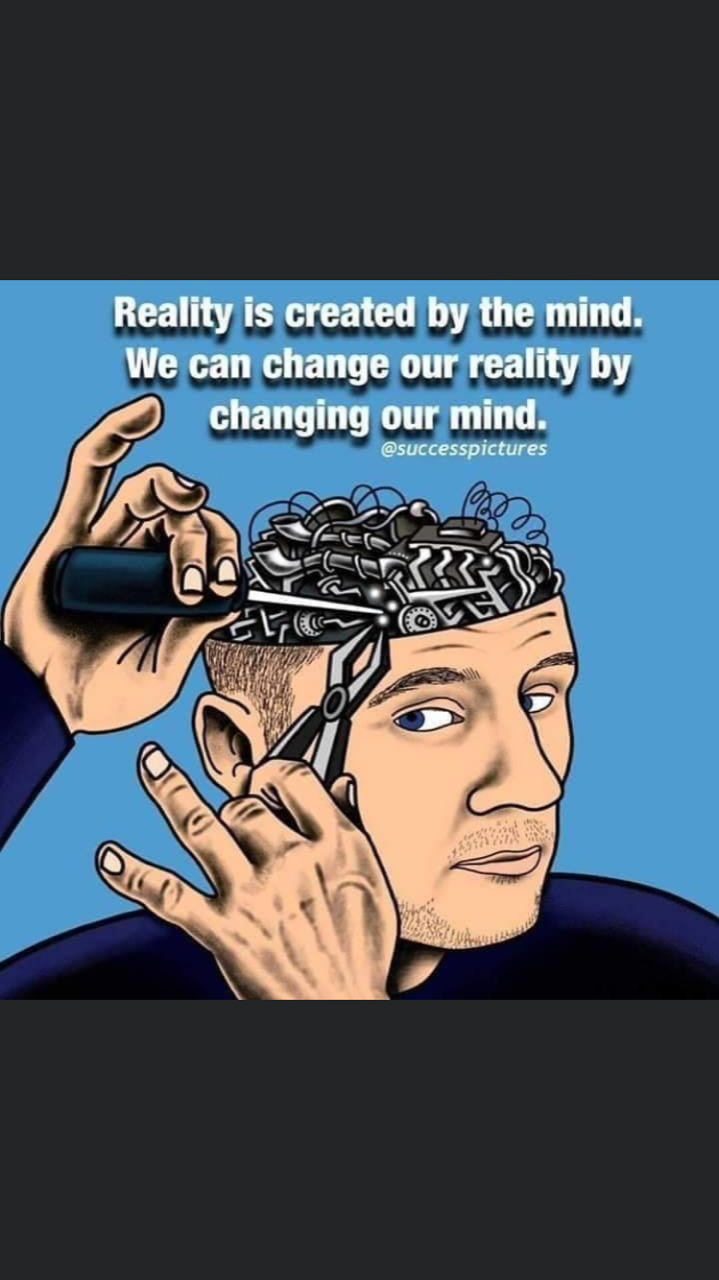 Reality is created by the mind.
We can change our reality by
changing our mind.
@successpictures